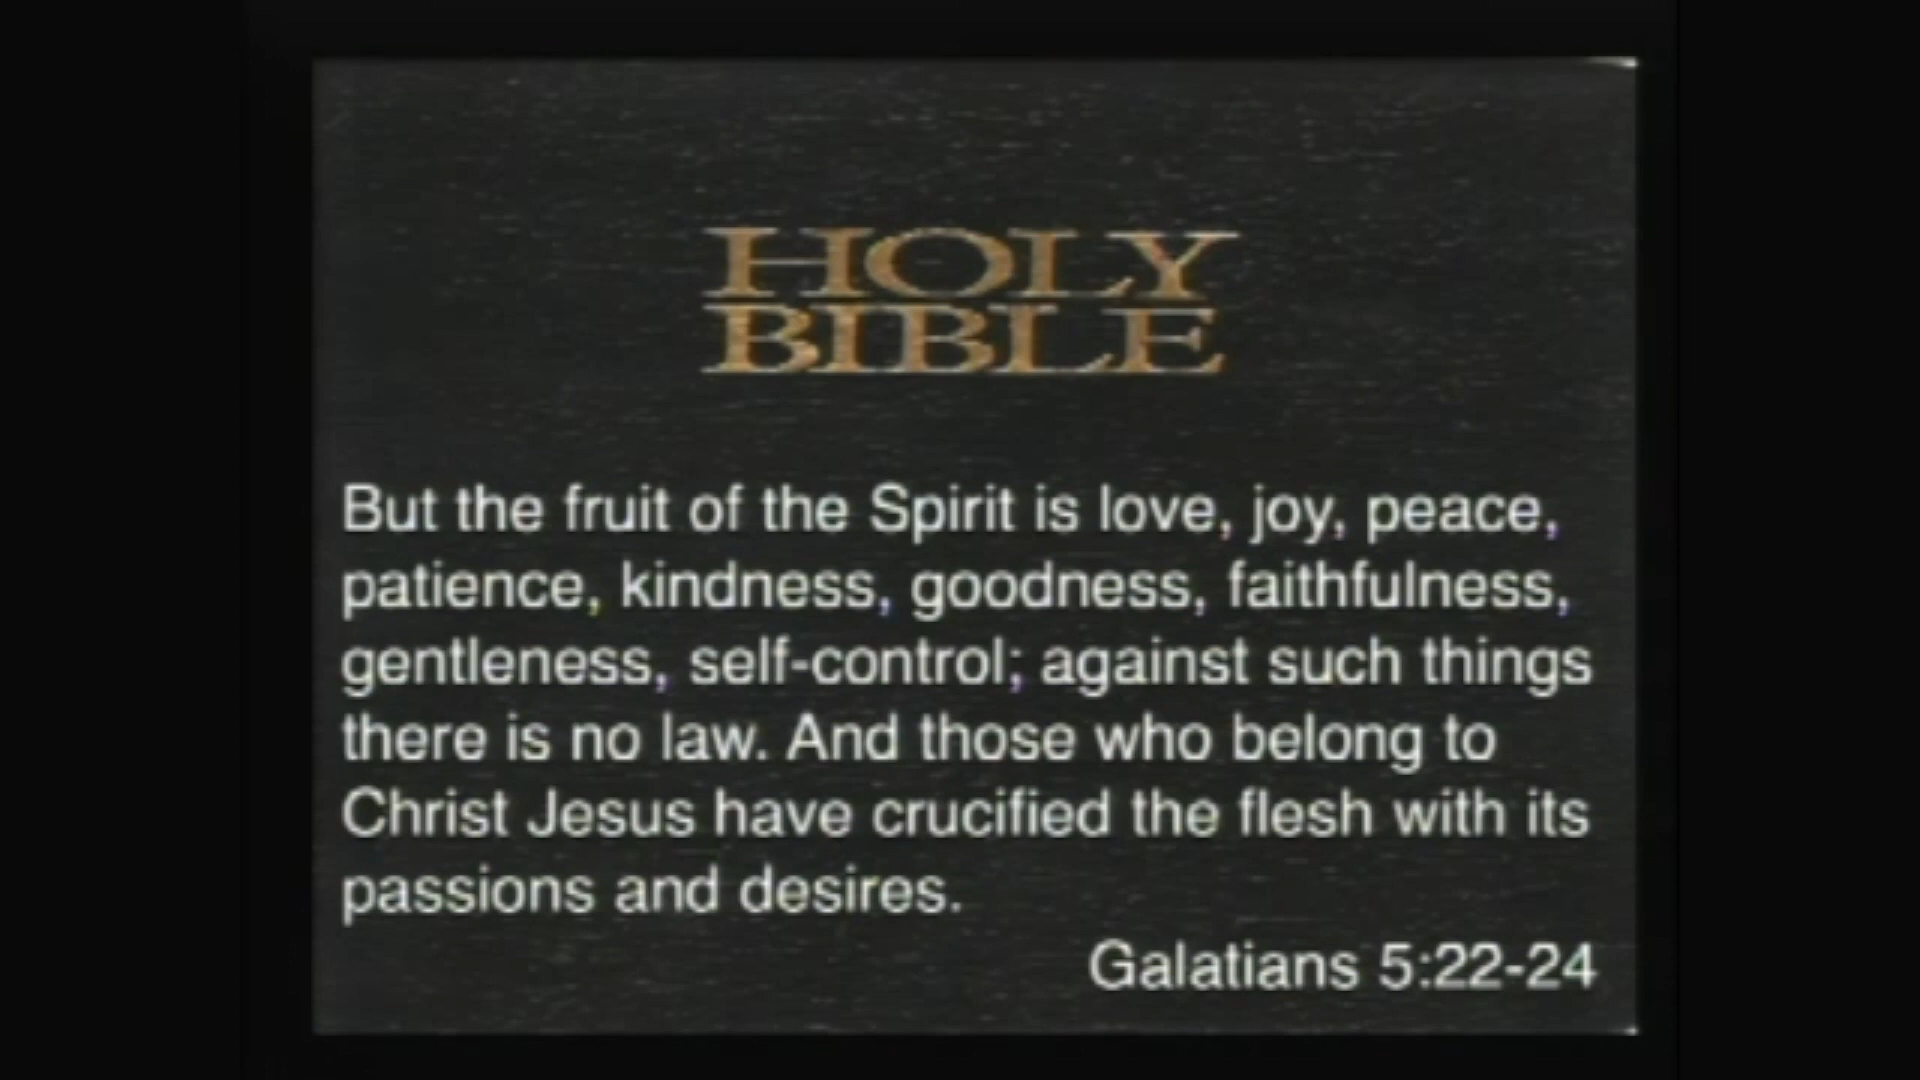 HOLY
BIBLE
But the fruit of the Spirit is love, joy, peace,
patience, kindness, goodness, faithfulness,
gentleness, self-control; against such things
there is no law. And those who belong to
Christ Jesus have crucified the flesh with its
passions and desires.
Galatians 5:22-24